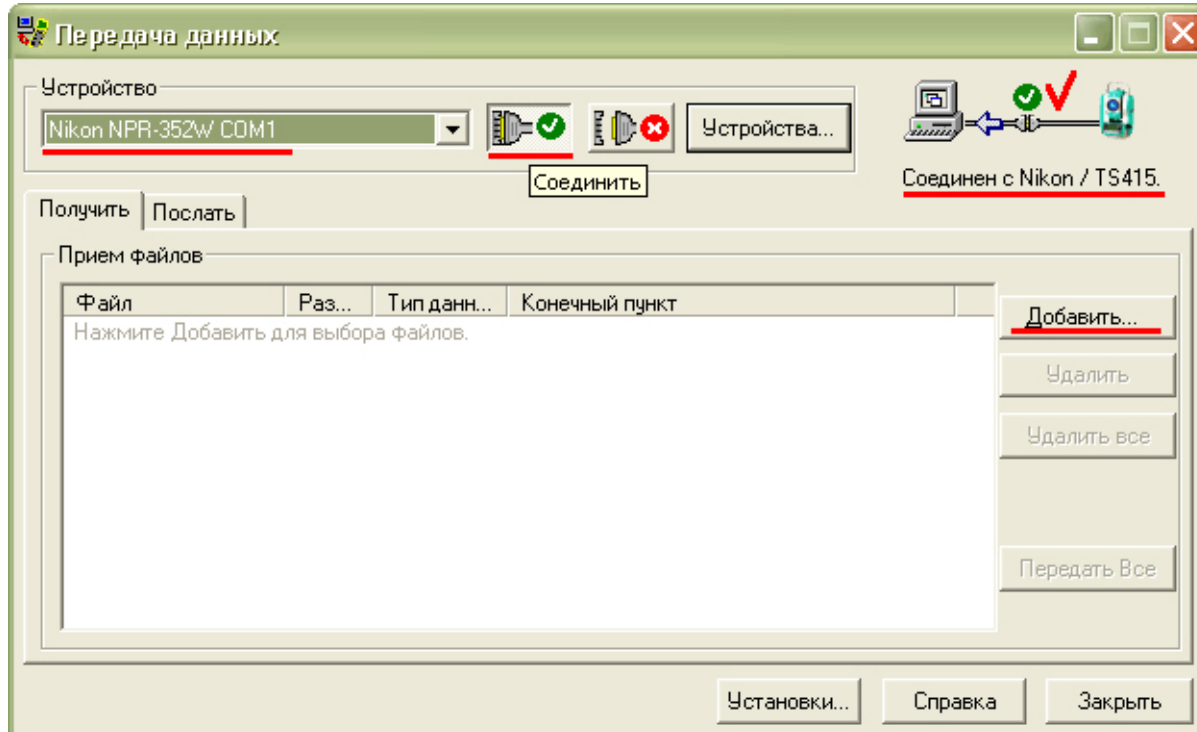 Передача данных
Устройство
Nikon NPR-352W COM1
Устройства...
Соединить
Соединен с Nikon / TS415.
Получить Послать
Прием файлов
Файл Раз... Тип данн... Конечный пункт
Нажмите Добавить для выбора файлов.
Добавить...
Удалить
Удалить все
Передать Все
Установки... Справка Закрыть